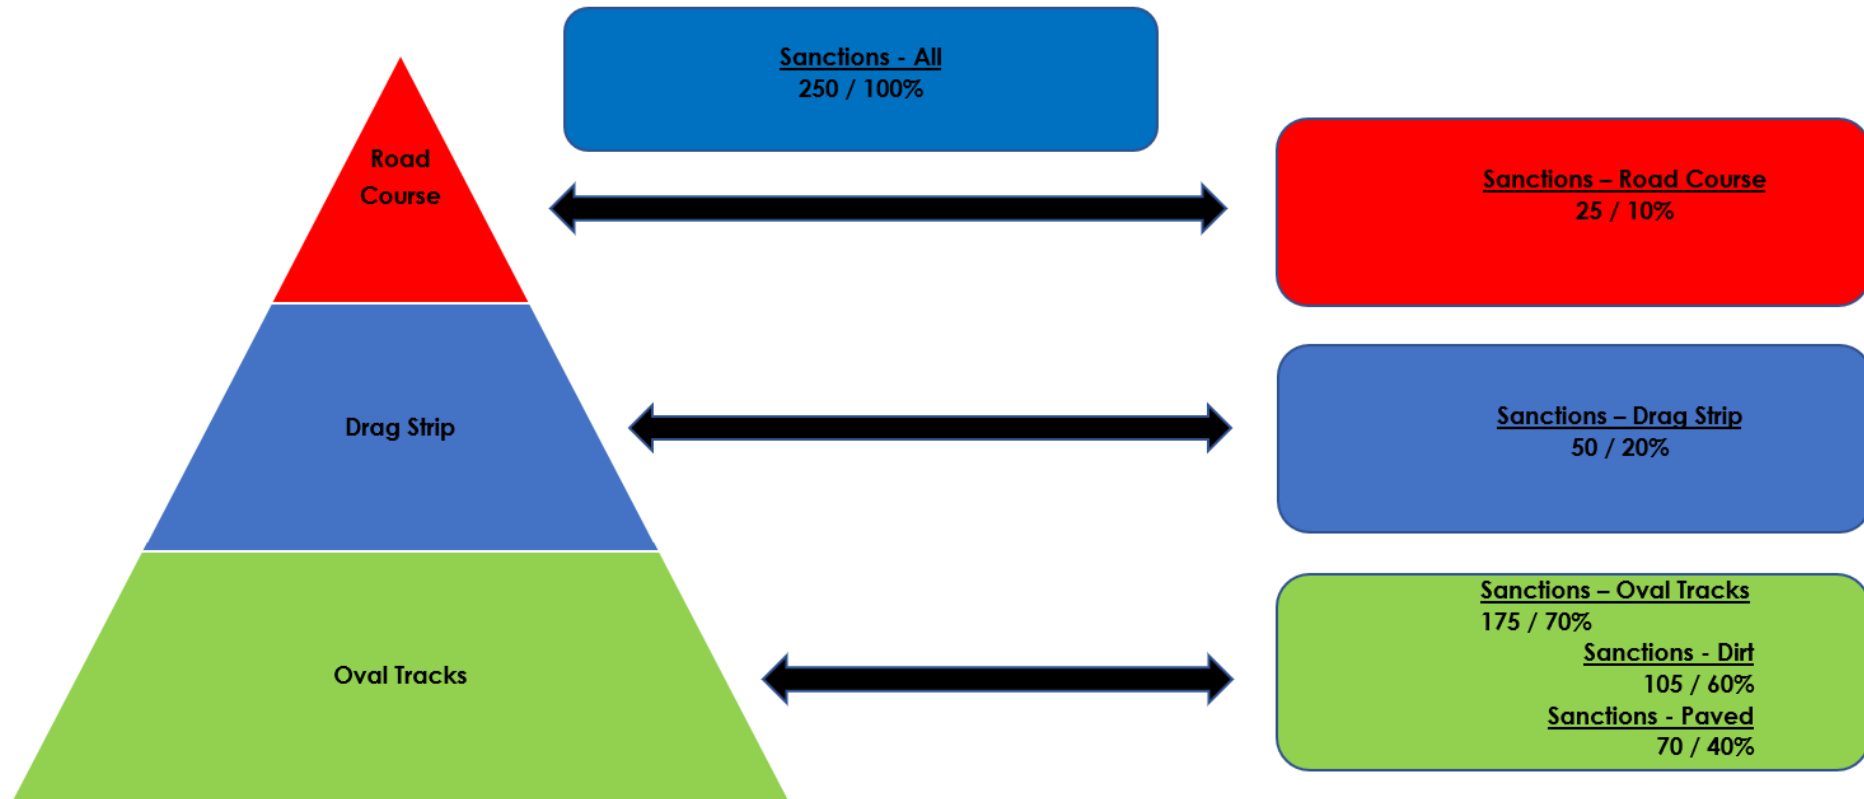 Sanctions - All
250 / 100%
Road
Course
Sanctions – Road Course
25 / 10%
Drag Strip
Sanctions – Drag Strip
50 / 20%
Oval Tracks
Sanctions – Oval Tracks
175 / 70%
Sanctions - Dirt
105 / 60%
Sanctions - Paved
70 / 40%